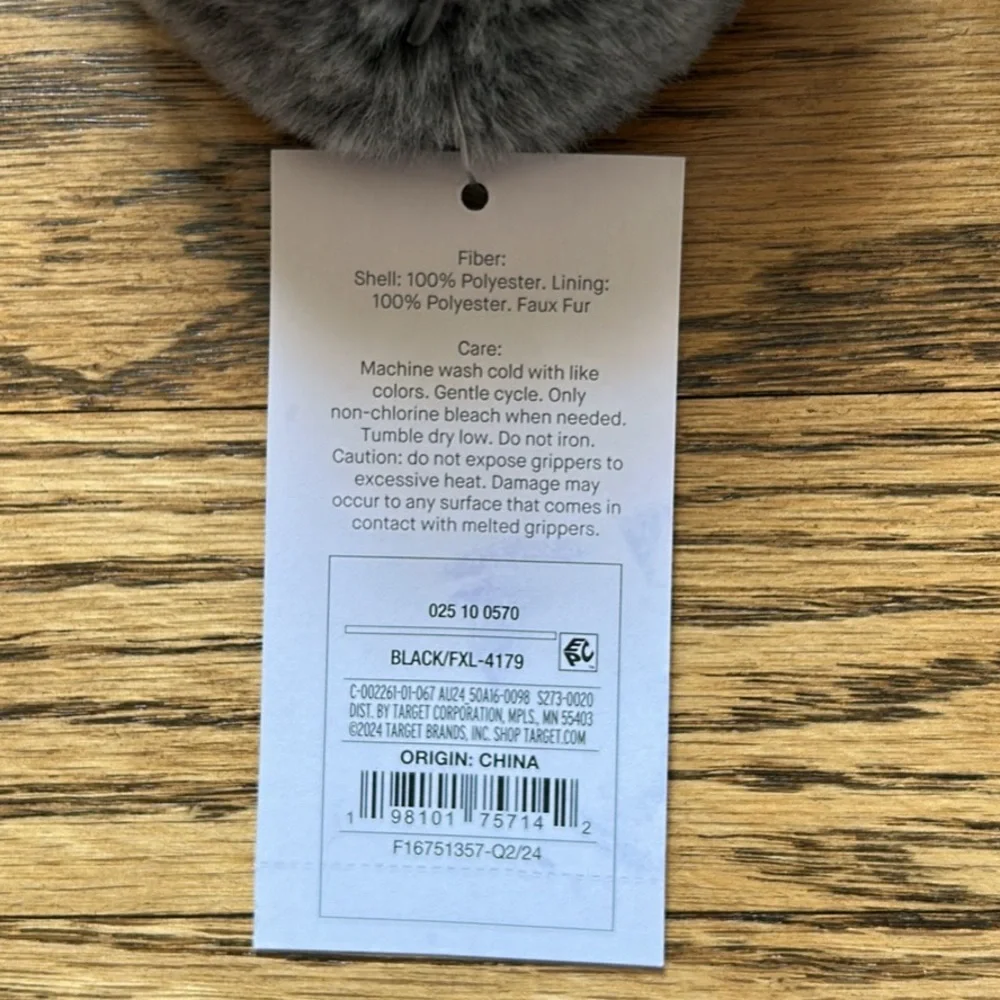 Fiber:
Shell: 100% Polyester. Lining:
100% Polyester. Faux Fur
Care:
Machine wash cold with like
colors. Gentle cycle. Only
non-chlorine bleach when needed.
Tumble dry low. Do not iron.
Caution: do not expose grippers to
excessive heat. Damage may
occur to any surface that comes in
contact with melted grippers.
025 10 0570
EPC
BLACK/FXL-4179
C-002261-01-067 AU24 50A16-0098 S273-0020
DIST. BY TARGET CORPORATION, MPLS., MN 55403
©2024 TARGET BRANDS, INC. SHOP TARGET.COM
ORIGIN: CHINA
1 98101 75714 2
F16751357-Q2/24